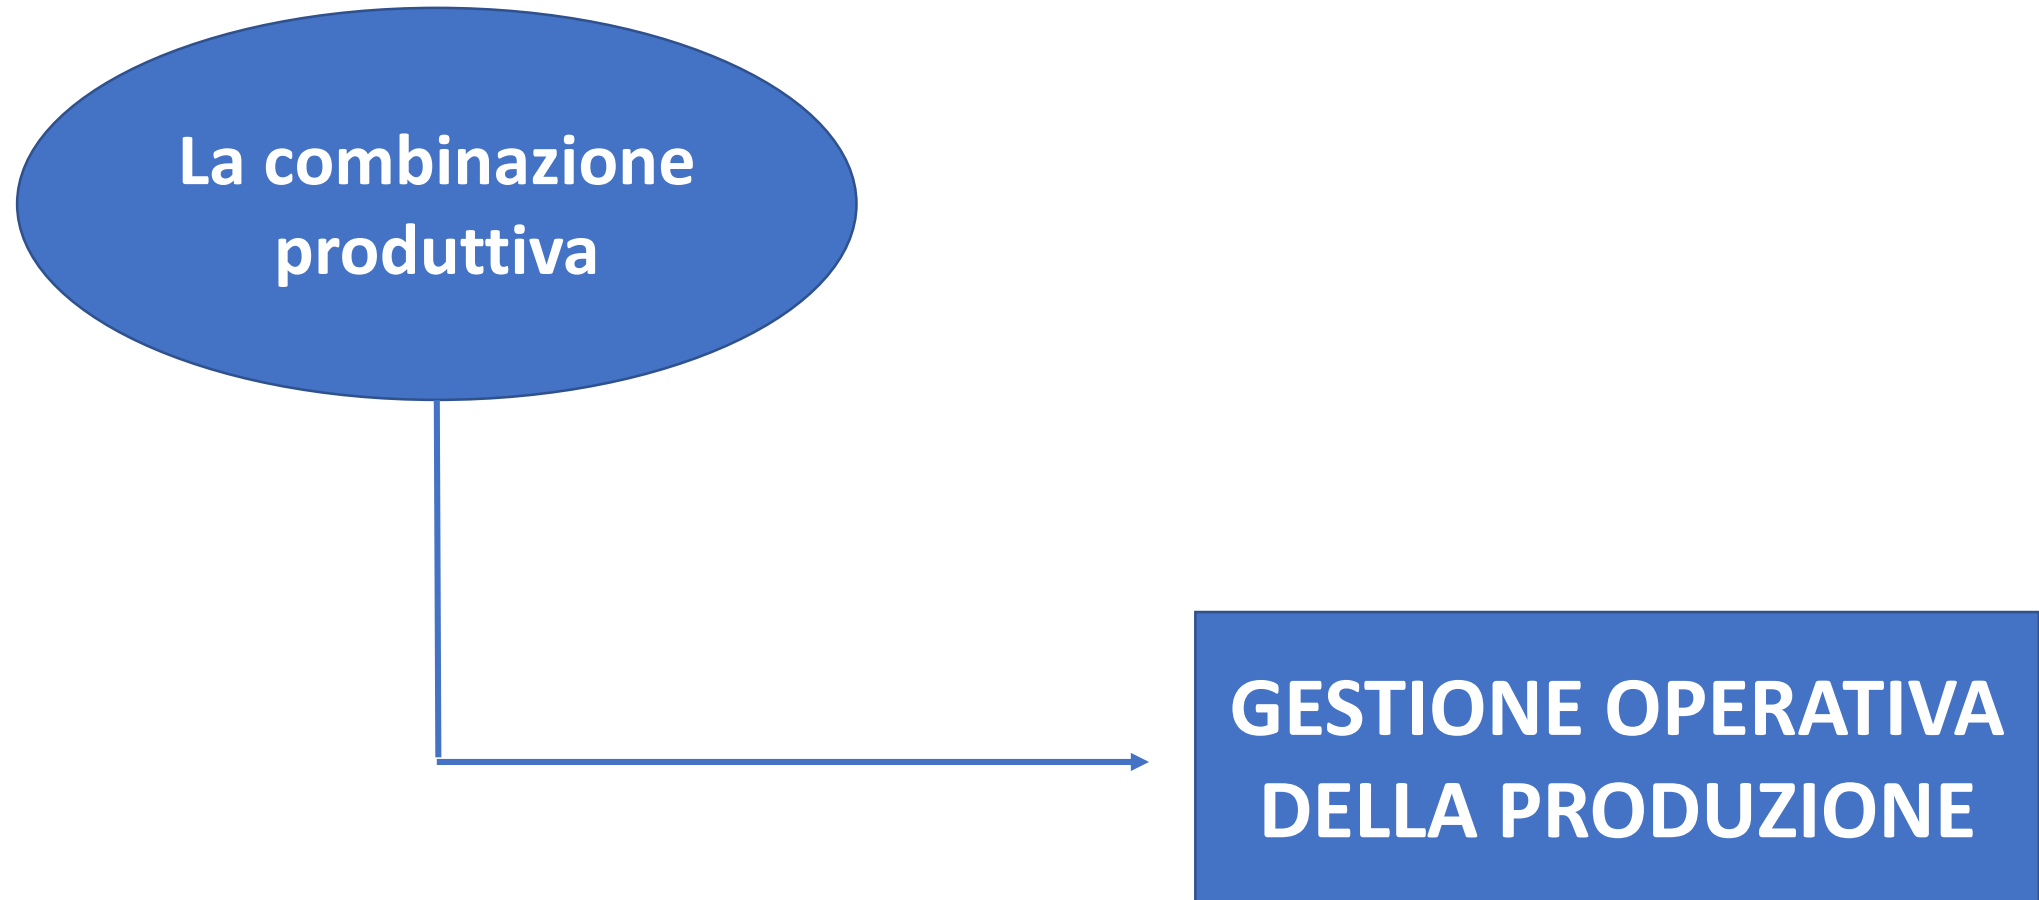 La combinazione
produttiva
GESTIONE OPERATIVA
DELLA PRODUZIONE